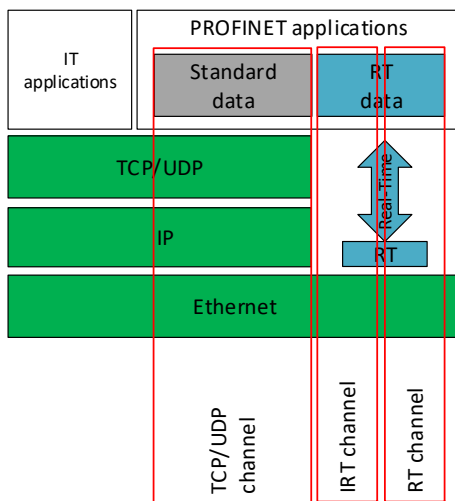 PROFINET applications
IT
applications
Standard
data
RT
data
TCP/UDP
Real-Time
IP
RT
Ethernet
TCP/UDP
channel
IRT channel
RT channel